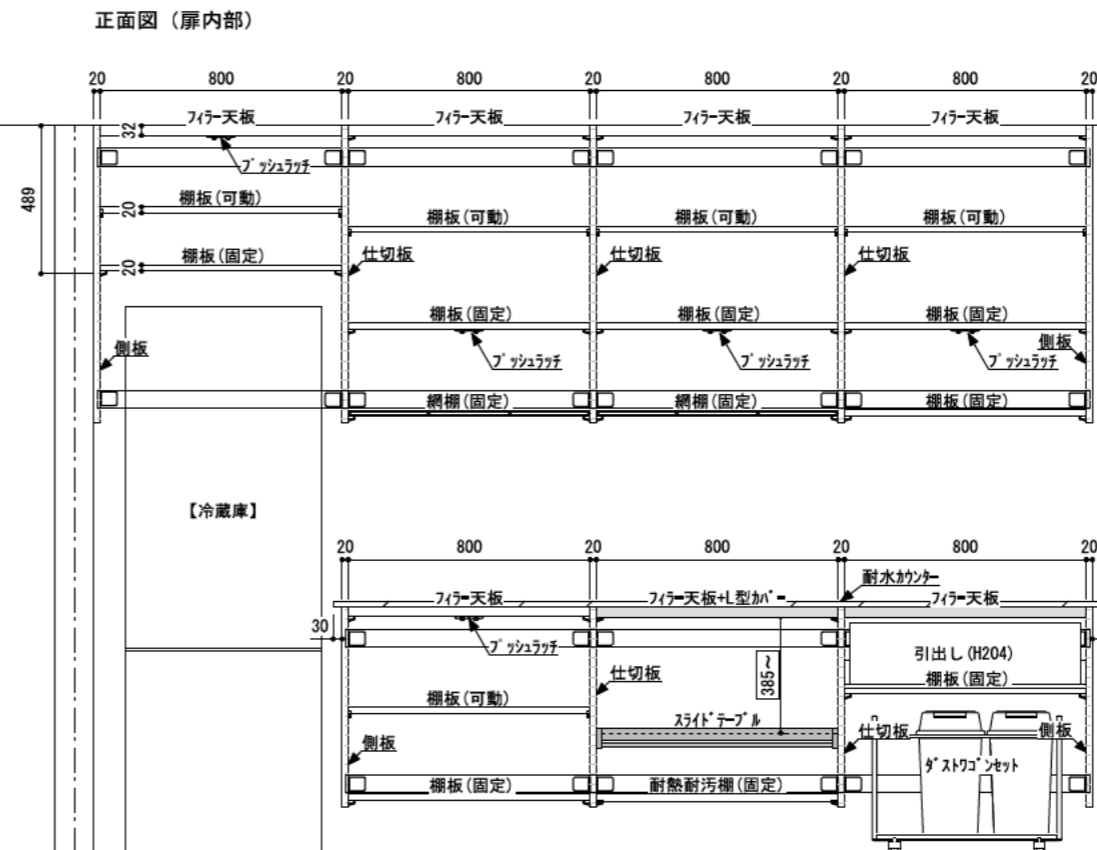 正面図（扉内部）
20 800 20 800 20 800 20 800 20
フィラー天板 フィラー天板 フィラー天板 フィラー天板
32
プッシュラッチ
489
棚板(可動)
20
棚板(可動) 棚板(可動) 棚板(可動)
棚板(固定) 仕切板 仕切板 仕切板
20
棚板(固定) 棚板(固定) 棚板(固定)
側板 側板
プッシュラッチ プッシュラッチ プッシュラッチ
網棚(固定) 網棚(固定) 棚板(固定)
【冷蔵庫】
20 800 20 800 20 800 20
耐水カウンター
フィラー天板 フィラー天板+L型カバー フィラー天板
30
プッシュラッチ
引出し(H204)
385~
仕切板
棚板(固定)
棚板(可動)
スライドテーブル
側板 仕切板 側板
ダストワゴンセット
棚板(固定) 耐熱耐汚棚(固定)